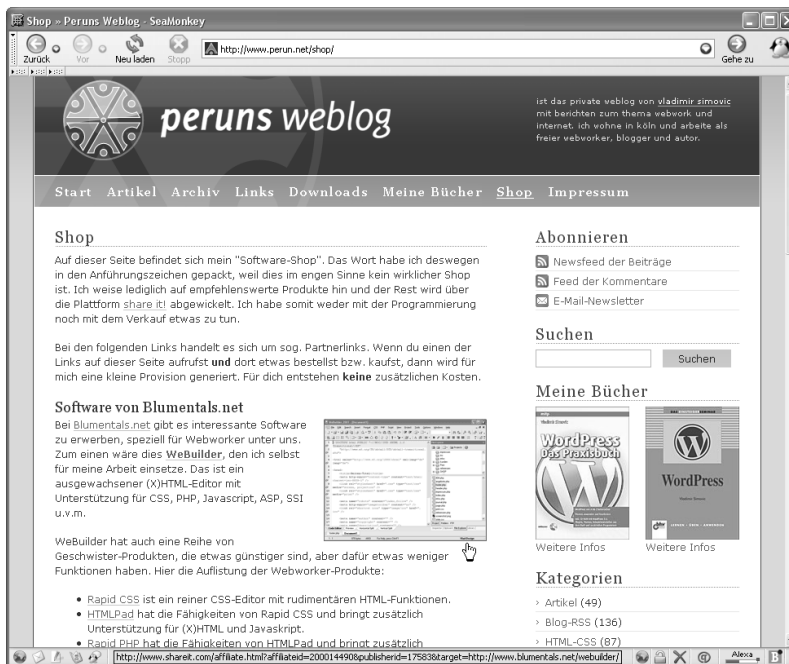 Shop » Peruns Weblog - SeaMonkey
Zurück Vor Neu laden Stopp http://www.perun.net/shop/ Gehe zu
peruns weblog
ist das private weblog von vladimir simovic
mit berichten zum thema webwork und
internet. ich wohne in köln und arbeite als
freier webworker, blogger und autor.
Start Artikel Archiv Links Downloads Meine Bücher Shop Impressum
Shop
Auf dieser Seite befindet sich mein "Software-Shop". Das Wort habe ich deswegen
in den Anführungszeichen gepackt, weil dies im engen Sinne kein wirklicher Shop
ist. Ich weise lediglich auf empfehlenswerte Produkte hin und der Rest wird über
die Plattform share it! abgewickelt. Ich habe somit weder mit der Programmierung
noch mit dem Verkauf etwas zu tun.
Bei den folgenden Links handelt es sich um sog. Partnerlinks. Wenn du einen der
Links auf dieser Seite aufrufst und dort etwas bestellst bzw. kaufst, dann wird für
mich eine kleine Provision generiert. Für dich entstehen keine zusätzlichen Kosten.
Software von Blumentals.net
Bei Blumentals.net gibt es interessante Software
zu erwerben, speziell für Webworker unter uns.
Zum einen wäre dies WeBuilder, den ich selbst
für meine Arbeit einsetze. Das ist ein
ausgewachsener (X)HTML-Editor mit
Unterstützung für CSS, PHP, Javascript, ASP, SSI
u.v.m.
WeBuilder hat auch eine Reihe von
Geschwister-Produkten, die etwas günstiger sind, aber dafür etwas weniger
Funktionen haben. Hier die Auflistung der Webworker-Produkte:
• Rapid CSS ist ein reiner CSS-Editor mit rudimentären HTML-Funktionen.
• HTMLPad hat die Fähigkeiten von Rapid CSS und bringt zusätzlich
Unterstützung für (X)HTML und Javaskript.
• Rapid PHP hat die Fähigkeiten von HTMLPad und bringt zusätzlich
Abonnieren
Newsfeed der Beiträge
Feed der Kommentare
E-Mail-Newsletter
Suchen
Suchen
Meine Bücher
WordPress
Das Praxisbuch
WordPress
Weitere Infos Weitere Infos
Kategorien
› Artikel (49)
› Blog-RSS (136)
› HTML-CSS (87)
http://www.shareit.com/affiliate.html?affiliateid=200014490&publisherid=17583&target=http://www.blumentals.net/webuilder/
Alexa